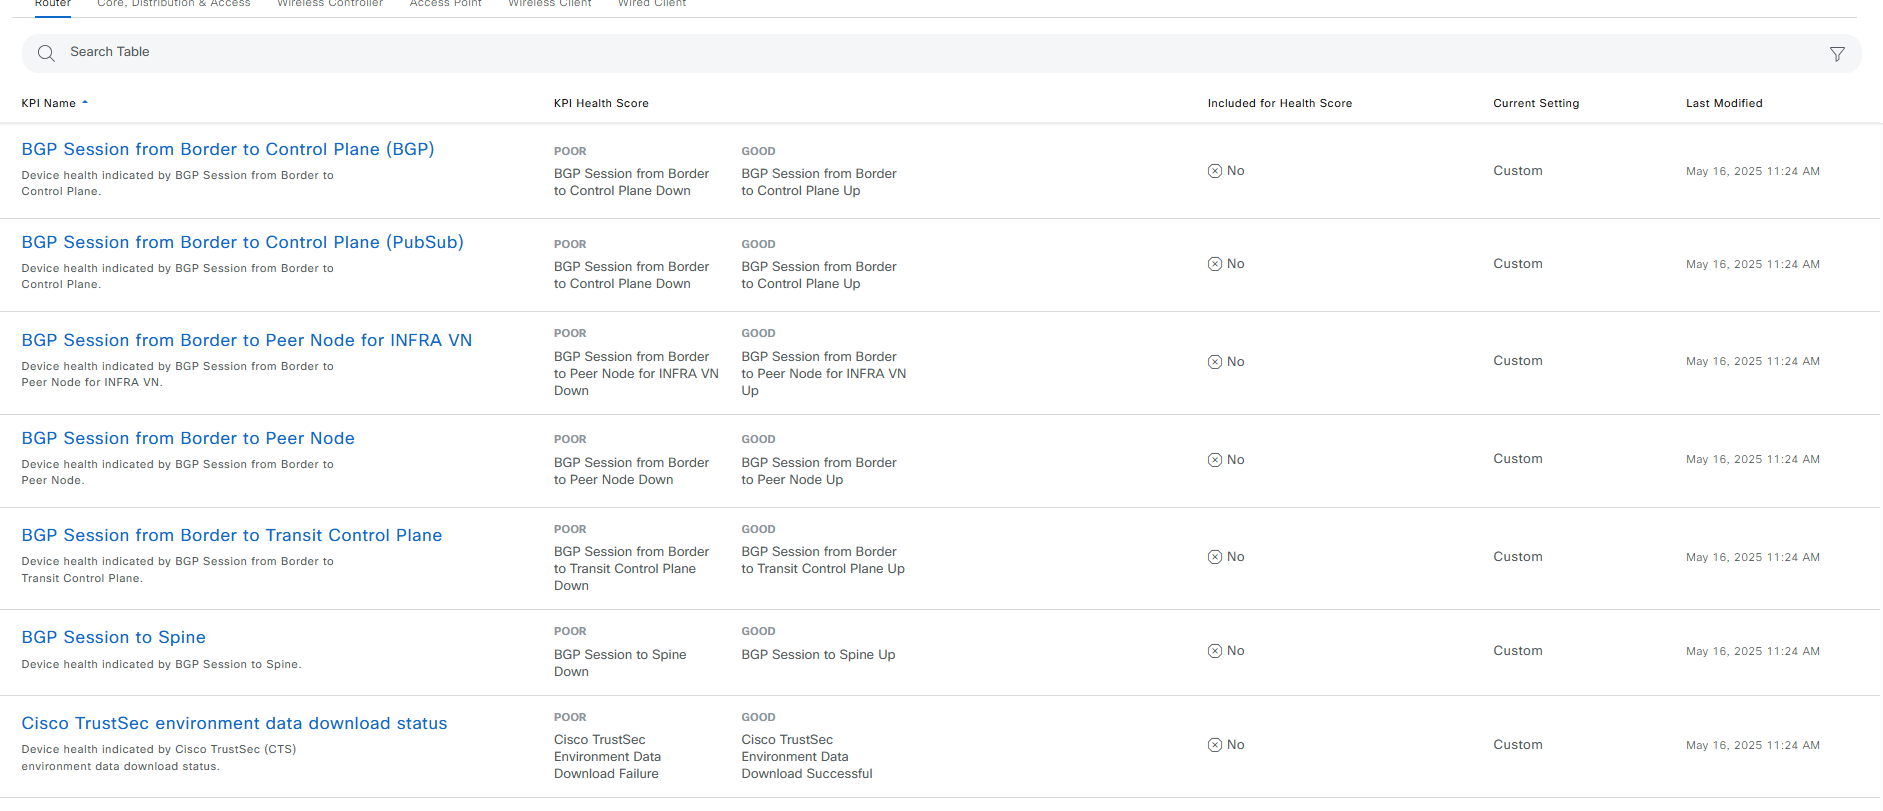 Router Core, Distribution & Access Wireless Controller Access Point Wireless Client Wired Client
Search Table
KPI Name KPI Health Score Included for Health Score Current Setting Last Modified
BGP Session from Border to Control Plane (BGP)
Device health indicated by BGP Session from Border to
Control Plane.
POOR
BGP Session from Border
to Control Plane Down
GOOD
BGP Session from Border
to Control Plane Up
No
Custom
May 16, 2025 11:24 AM
BGP Session from Border to Control Plane (PubSub)
Device health indicated by BGP Session from Border to
Control Plane.
POOR
BGP Session from Border
to Control Plane Down
GOOD
BGP Session from Border
to Control Plane Up
No
Custom
May 16, 2025 11:24 AM
BGP Session from Border to Peer Node for INFRA VN
Device health indicated by BGP Session from Border to
Peer Node for INFRA VN.
POOR
BGP Session from Border
to Peer Node for INFRA VN
Down
GOOD
BGP Session from Border
to Peer Node for INFRA VN
Up
No
Custom
May 16, 2025 11:24 AM
BGP Session from Border to Peer Node
Device health indicated by BGP Session from Border to
Peer Node.
POOR
BGP Session from Border
to Peer Node Down
GOOD
BGP Session from Border
to Peer Node Up
No
Custom
May 16, 2025 11:24 AM
BGP Session from Border to Transit Control Plane
Device health indicated by BGP Session from Border to
Transit Control Plane.
POOR
BGP Session from Border
to Transit Control Plane
Down
GOOD
BGP Session from Border
to Transit Control Plane Up
No
Custom
May 16, 2025 11:24 AM
BGP Session to Spine
Device health indicated by BGP Session to Spine.
POOR
BGP Session to Spine
Down
GOOD
BGP Session to Spine Up
No
Custom
May 16, 2025 11:24 AM
Cisco TrustSec environment data download status
Device health indicated by Cisco TrustSec (CTS)
environment data download status.
POOR
Cisco TrustSec
Environment Data
Download Failure
GOOD
Cisco TrustSec
Environment Data
Download Successful
No
Custom
May 16, 2025 11:24 AM